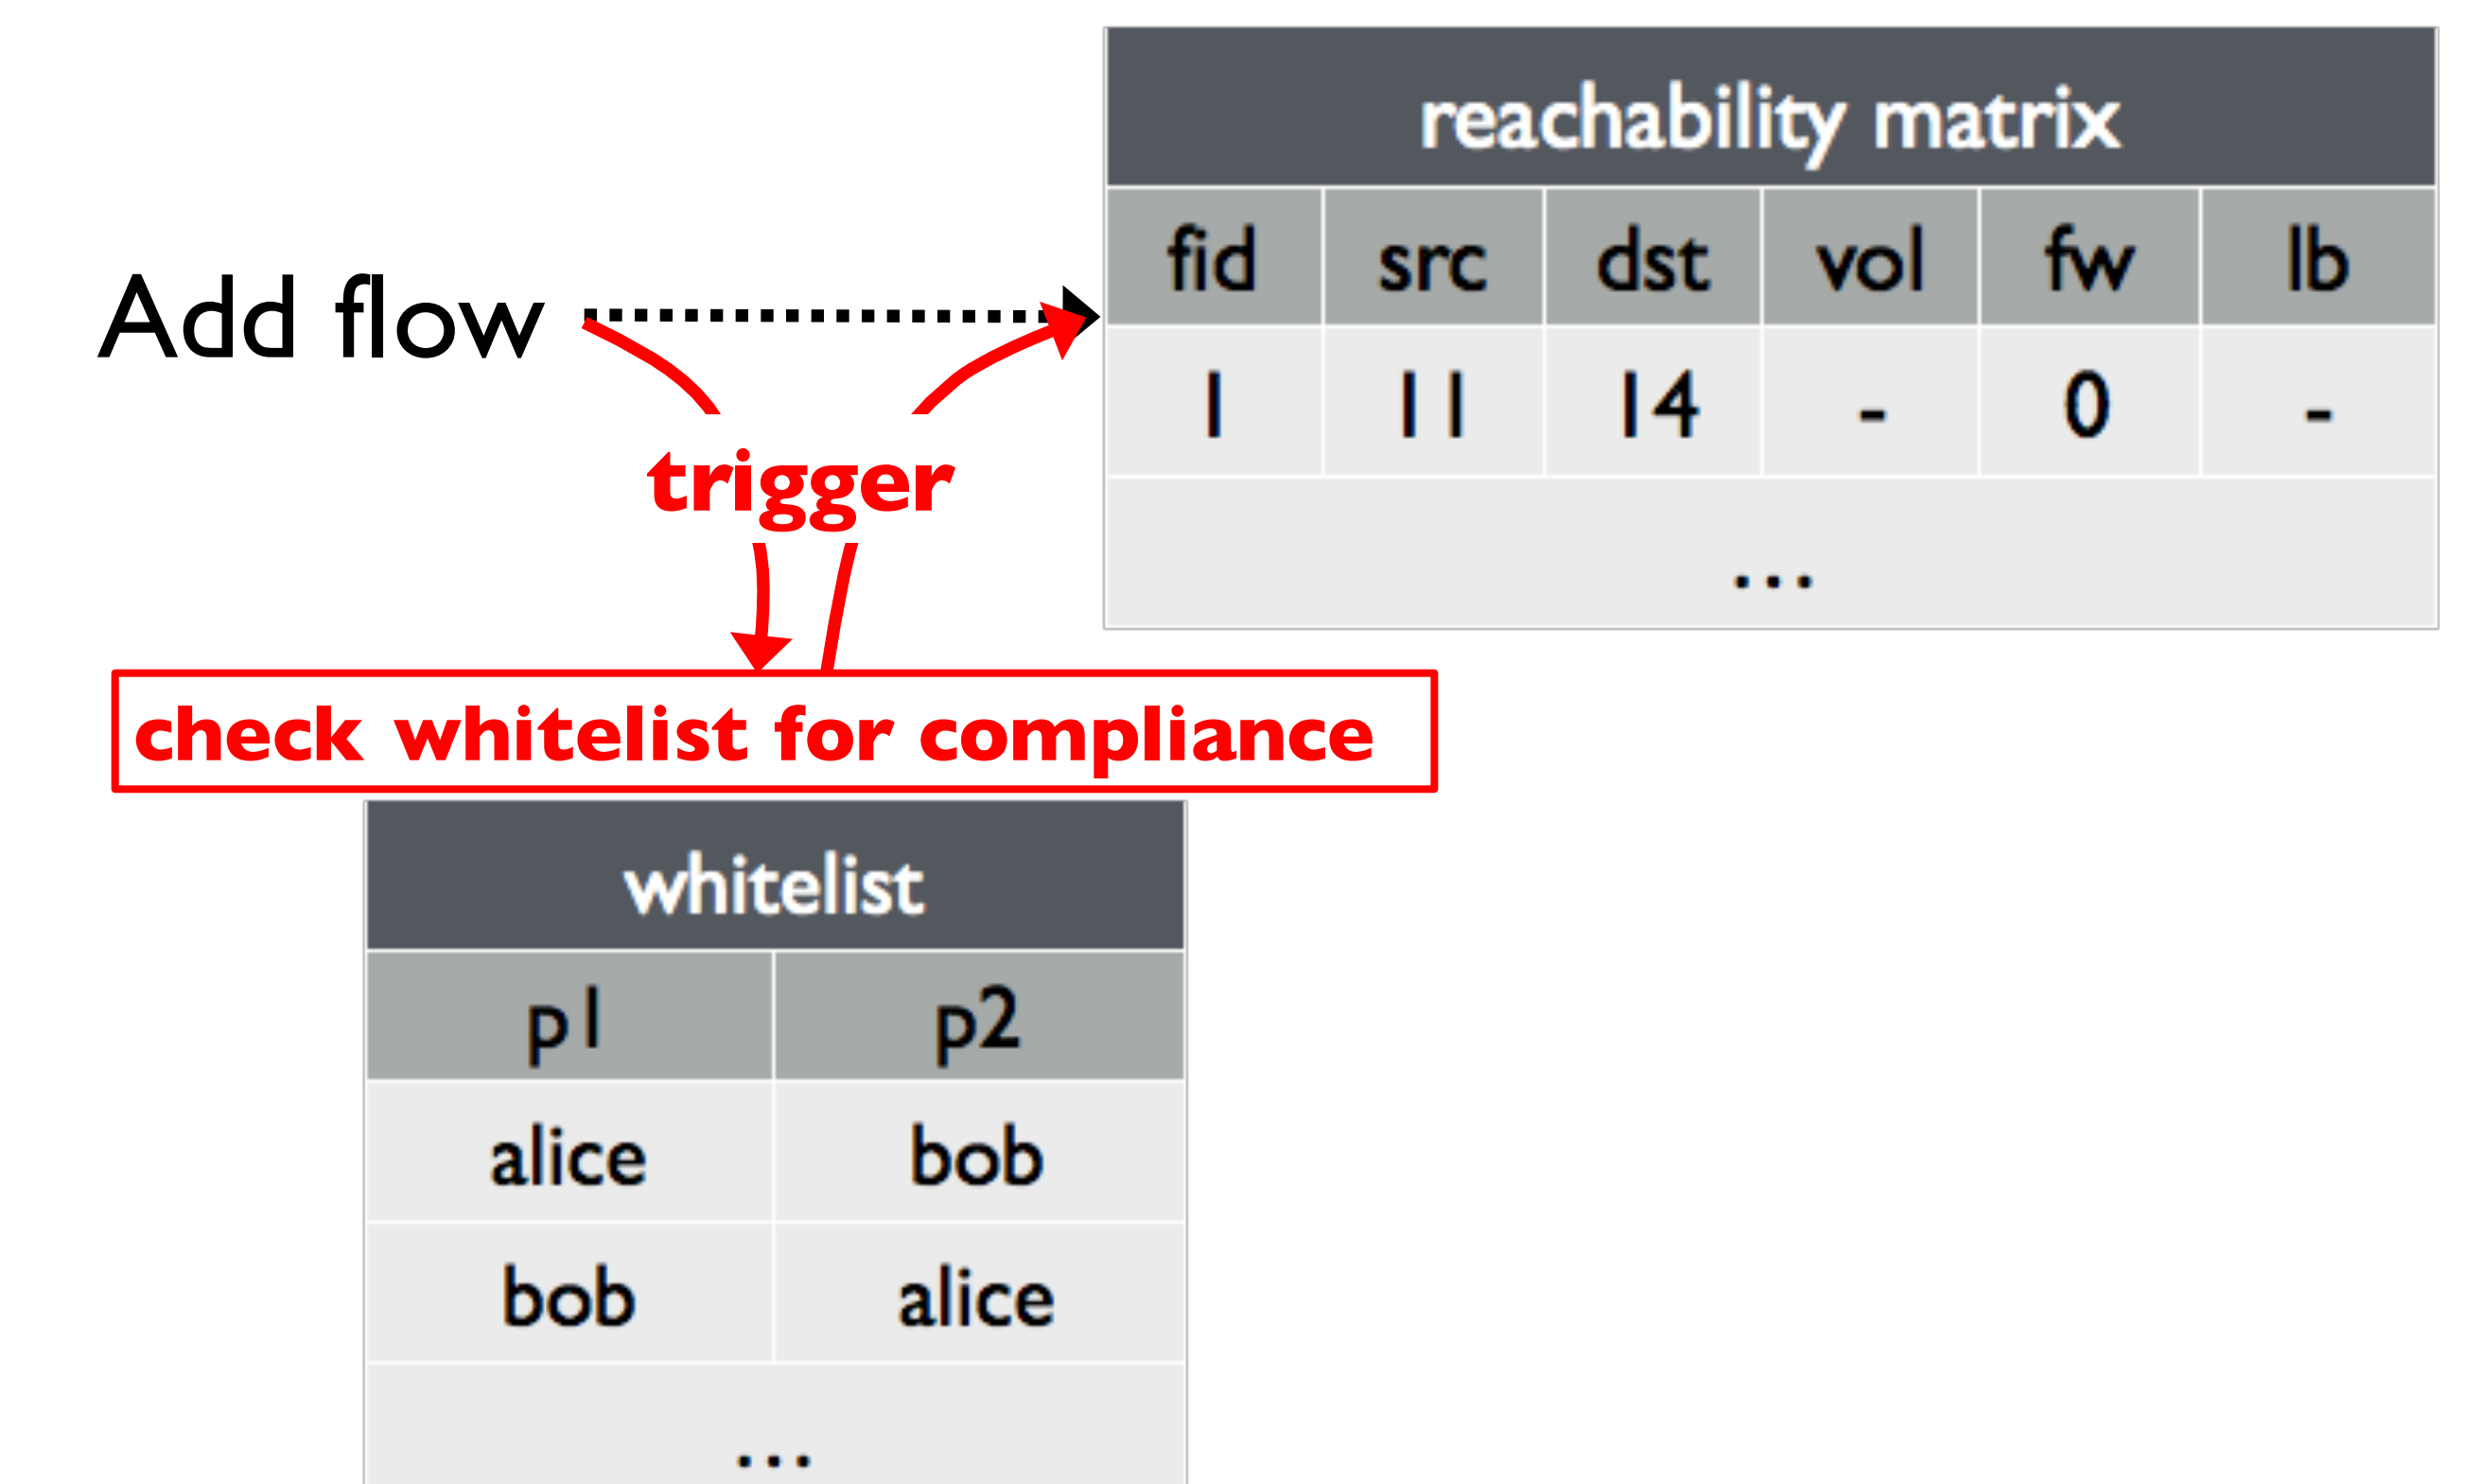 reachability matrix
fid src dst vol fw lb
Add flow
1 11 14 - 0 -
trigger
...
check whitelist for compliance
whitelist
p1 p2
alice bob
bob alice
...